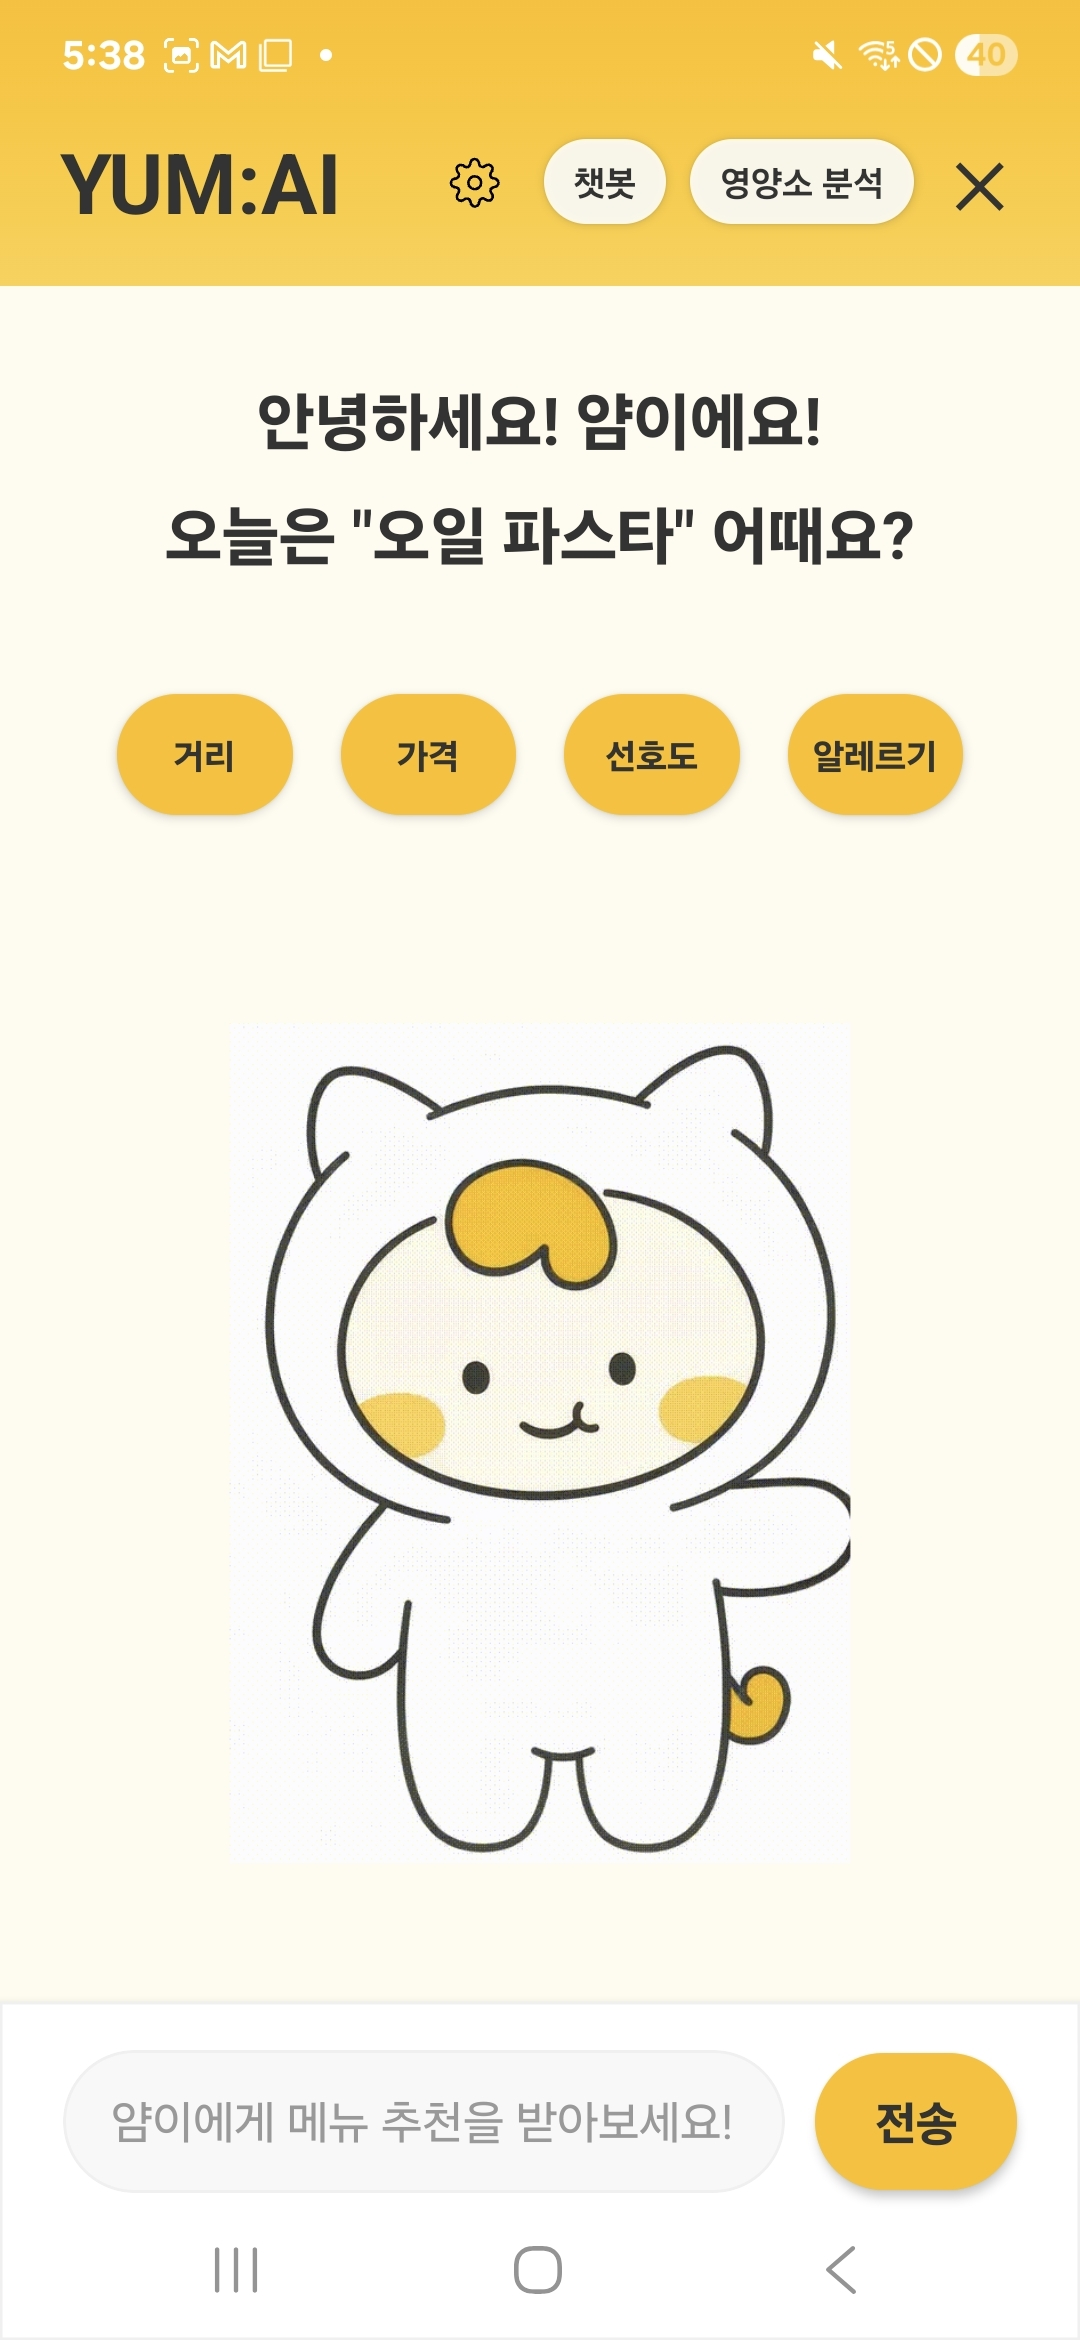 5:38
5
40
YUM:AI
챗봇
영양소 분석
안녕하세요! 얌이에요!
오늘은 "오일 파스타" 어때요?
거리
가격
선호도
알레르기
얌이에게 메뉴 추천을 받아보세요!
전송